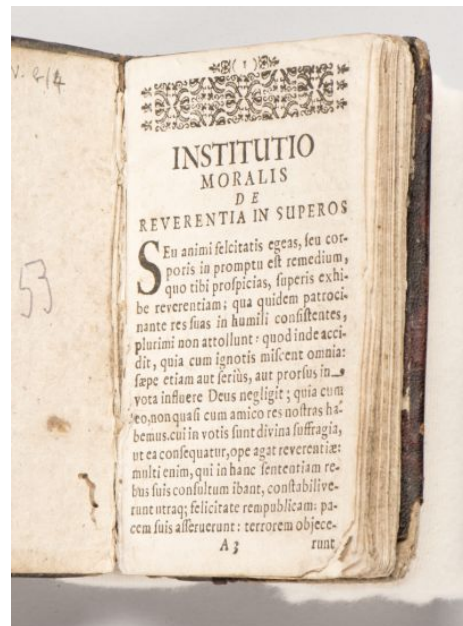 V. 2/4
53
( 1 )
INSTITUTIO
MORALIS
DE
REVERENTIA IN SUPEROS
SEu animi felcitatis egeas, ſeu cor-
poris in promptu eſt remedium,
quo tibi proſpicias, ſuperis exhi-
be reverentiam; qua quidem patroci-
nante res ſuas in humili conſiſtentes,
plurimi non attollunt: quod inde acci-
dit, quia cum ignotis miſcent omnia:
ſæpe etiam aut ſeriùs, aut prorſus in
vota influere Deus negligit; quia cum
eo, non quaſi cum amico res noſtras ha-
bemus. cui in votis ſunt divina ſuffragia,
ut ea conſequatur, ope agat reverentiæ:
multi enim, qui in hanc ſententiam re-
bus ſuis conſultum ibant, conſtabilive-
runt utraq; felicitate rempublicam: pa-
cem ſuis aſſeruerunt: terrorem objece-
A 3 runt